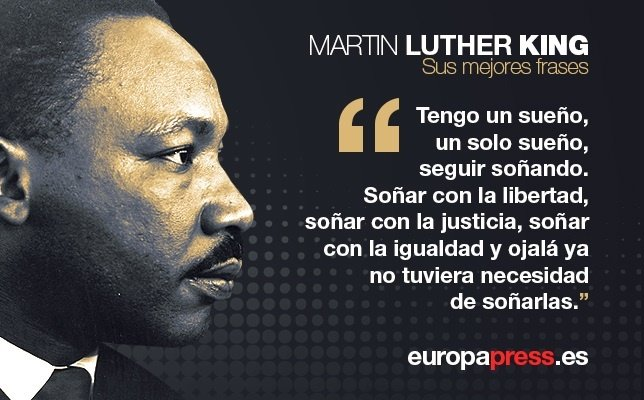 MARTIN LUTHER KING
Sus mejores frases
“ Tengo un sueño,
un solo sueño,
seguir soñando.
Soñar con la libertad,
soñar con la justicia, soñar
con la igualdad y ojalá ya
no tuviera necesidad
de soñarlas.”
europapress.es